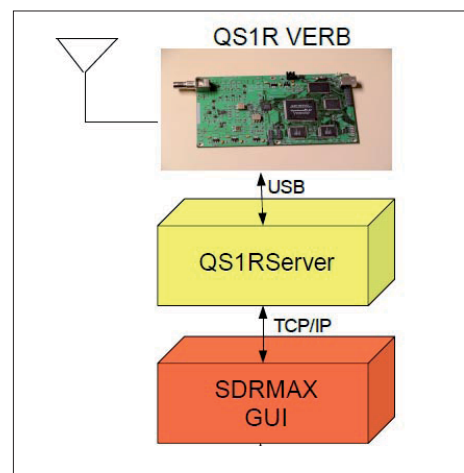 QS1R VERB
USB
QS1RServer
TCP/IP
SDRMAX
GUI